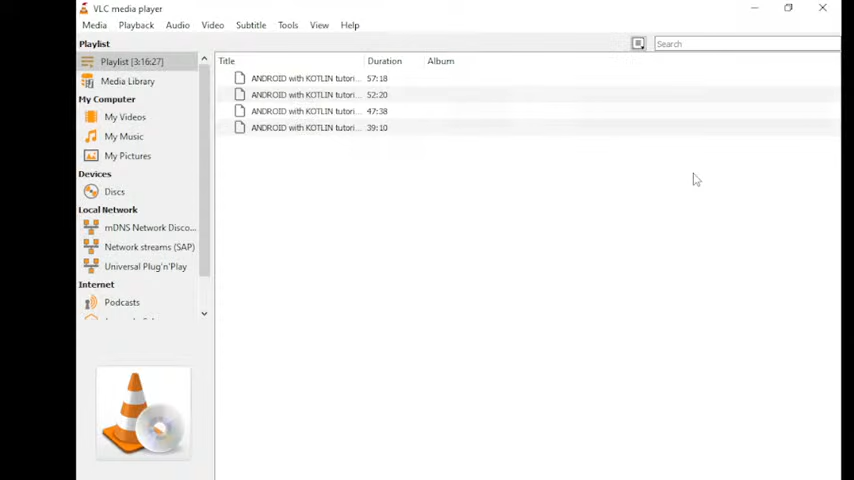 VLC media player
Media Playback Audio Video Subtitle Tools View Help
Playlist
Search
Playlist [3:16:27]
Media Library
My Computer
My Videos
My Music
My Pictures
Devices
Discs
Local Network
mDNS Network Disco...
Network streams (SAP)
Universal Plug'n'Play
Internet
Podcasts
Title Duration Album
ANDROID with KOTLIN tutori... 57:18
ANDROID with KOTLIN tutori... 52:20
ANDROID with KOTLIN tutori... 47:38
ANDROID with KOTLIN tutori... 39:10